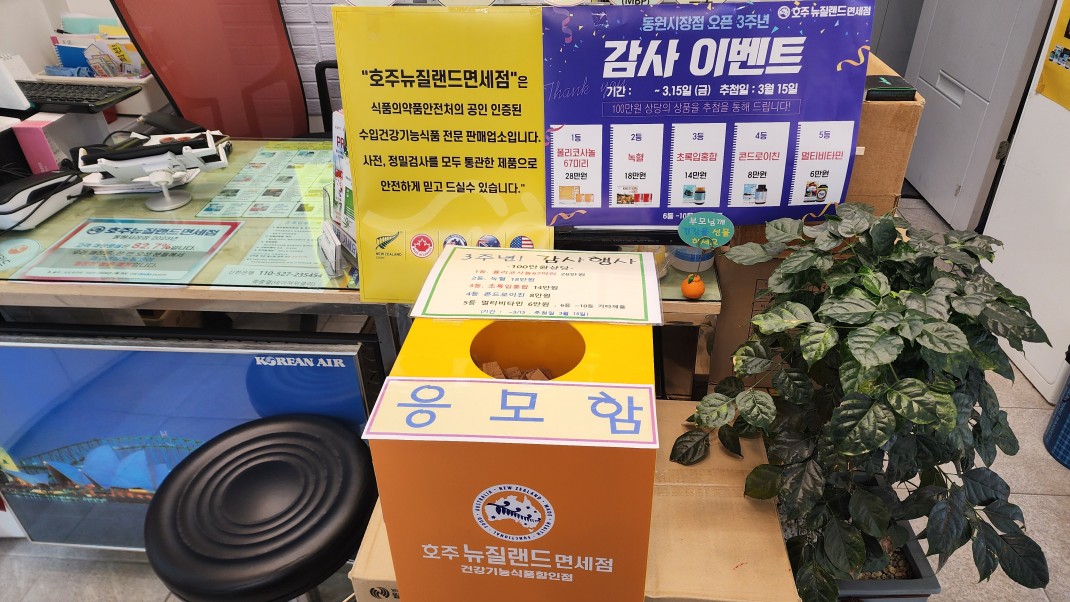 "호주뉴질랜드면세점"은
식품의약품안전처의 공인 인증된
수입건강기능식품 전문 판매업소입니다.
사전, 정밀검사를 모두 통관한 제품으로
안전하게 믿고 드실수 있습니다."
NEW ZEALAND
호주 뉴질랜드면세점
동원시장점 오픈 3주년
감사 이벤트
Thank you
기간 : ~ 3.15일 (금) 추첨일 : 3월 15일
100만원 상당의 상품을 추첨을 통해 드립니다!
1등
폴리코사놀
67미리
28만원
2등
녹혈
18만원
3등
초록입홍합
14만원
4등
콘드로이친
8만원
5등
멀티비타민
6만원
부모님께
3주년! 감사행사
-100만원상당-
1등. 폴리코사놀67미리 28만원
2등. 녹혈 18만원
3등. 초록입홍합 14만원
4등 콘드로이친 8만원
5등 멀티비타민 6만원
응모함
AUSTRALIA · NEW ZEALAND
호주 뉴질랜드 면세점
건강기능식품할인점
KOREAN AIR
82.7%